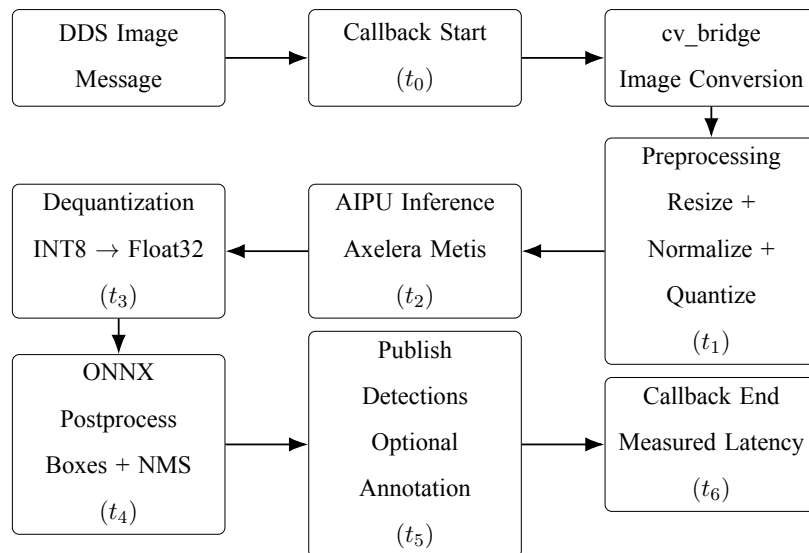 DDS Image
Message
Callback Start
(t₀)
cv_bridge
Image Conversion
Preprocessing
Resize +
Normalize +
Quantize
(t₁)
AIPU Inference
Axelera Metis
(t₂)
Dequantization
INT8 → Float32
(t₃)
ONNX
Postprocess
Boxes + NMS
(t₄)
Publish
Detections
Optional
Annotation
(t₅)
Callback End
Measured Latency
(t₆)